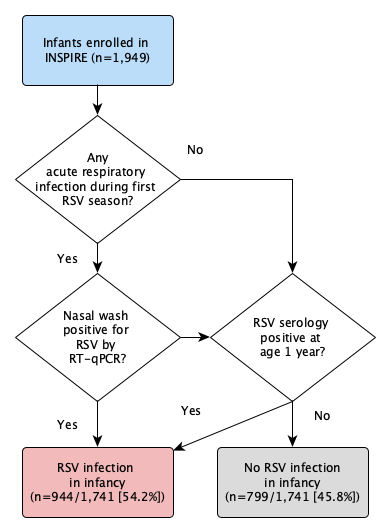 Infants enrolled in
INSPIRE (n=1,949)
Any
acute respiratory
infection during first
RSV season?
No
Yes
Nasal wash
positive for
RSV by
RT-qPCR?
RSV serology
positive at
age 1 year?
Yes
Yes
No
RSV infection
in infancy
(n=944/1,741 [54.2%])
No RSV infection
in infancy
(n=799/1,741 [45.8%])